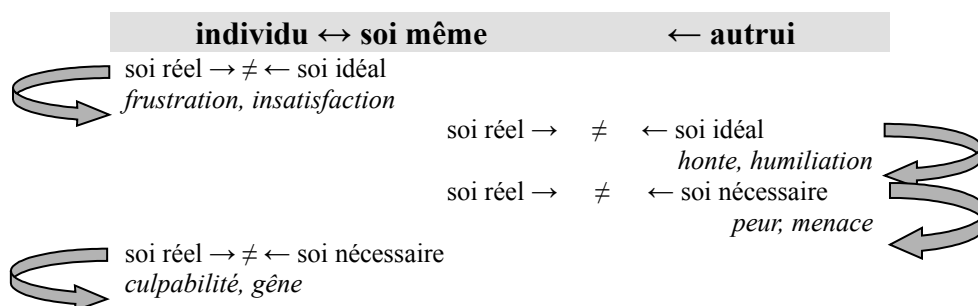 individu ↔ soi même ← autrui
soi réel → ≠ ← soi idéal
frustration, insatisfaction
soi réel → ≠ ← soi idéal
honte, humiliation
soi réel → ≠ ← soi nécessaire
peur, menace
soi réel → ≠ ← soi nécessaire
culpabilité, gêne